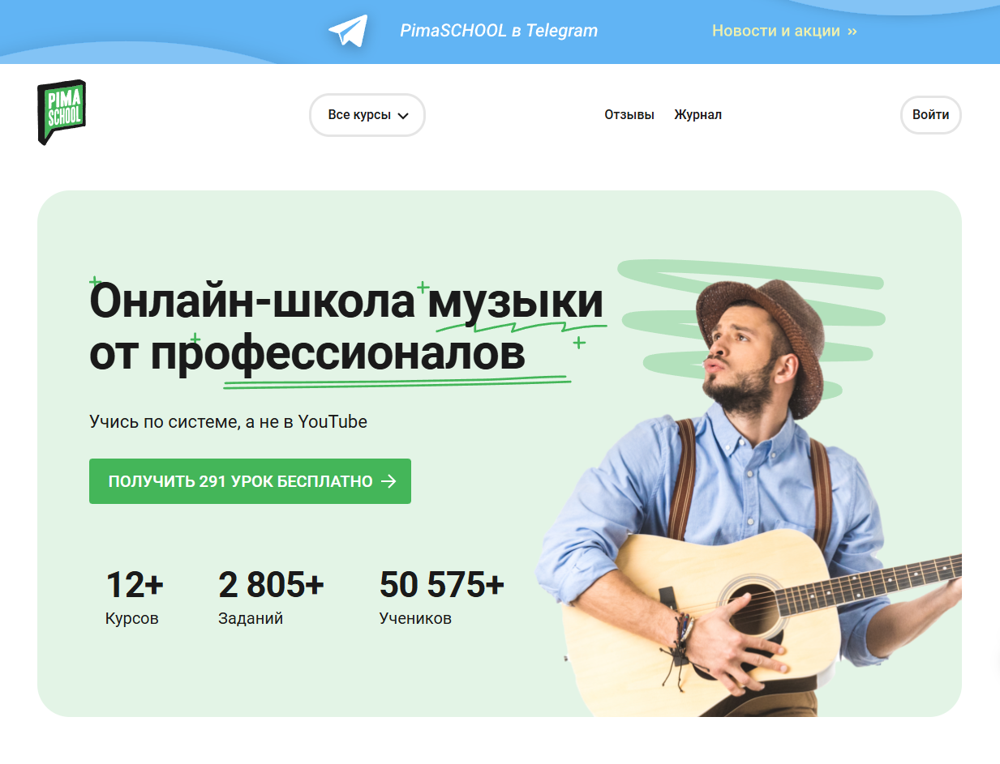 PimaSCHOOL в Telegram
Новости и акции »
PIMA
SCHOOL
Все курсы
Отзывы
Журнал
Войти
Онлайн-школа музыки
от профессионалов
Учись по системе, а не в YouTube
ПОЛУЧИТЬ 291 УРОК БЕСПЛАТНО →
12+
Курсов
2 805+
Заданий
50 575+
Учеников